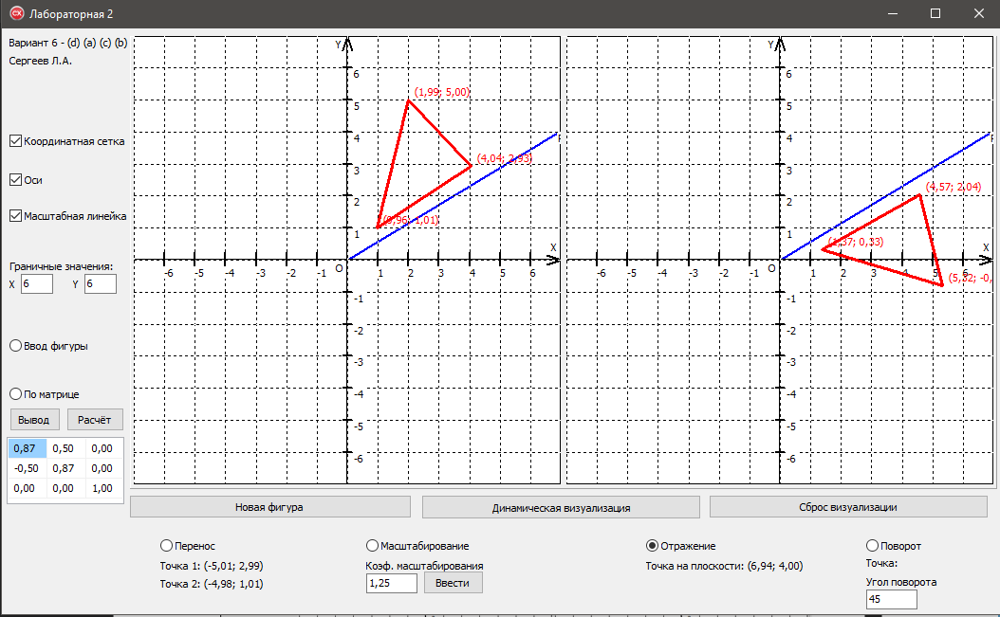 Лабораторная 2
Вариант 6 - (d) (a) (c) (b)
Сергеев Л.А.
Координатная сетка
Оси
Масштабная линейка
Граничные значения:
X 6 Y 6
Ввод фигуры
По матрице
Вывод Расчёт
0,87 0,50 0,00
-0,50 0,87 0,00
0,00 0,00 1,00
Y
6
5
4
3
2
1
-1
-2
-3
-4
-5
-6
-6 -5 -4 -3 -2 -1 O 1 2 3 4 5 6 X
(1,99; 5,00)
(4,04; 2,93)
(0,96; 1,01)
Y
6
5
4
3
2
1
-1
-2
-3
-4
-5
-6
-6 -5 -4 -3 -2 -1 O 1 2 3 4 5 6 X
(4,57; 2,04)
(1,37; 0,33)
(5,32; -0,
Новая фигура
Динамическая визуализация
Сброс визуализации
Перенос
Точка 1: (-5,01; 2,99)
Точка 2: (-4,98; 1,01)
Масштабирование
Коэф. масштабирования
1,25 Ввести
Отражение
Точка на плоскости: (6,94; 4,00)
Поворот
Точка:
Угол поворота
45